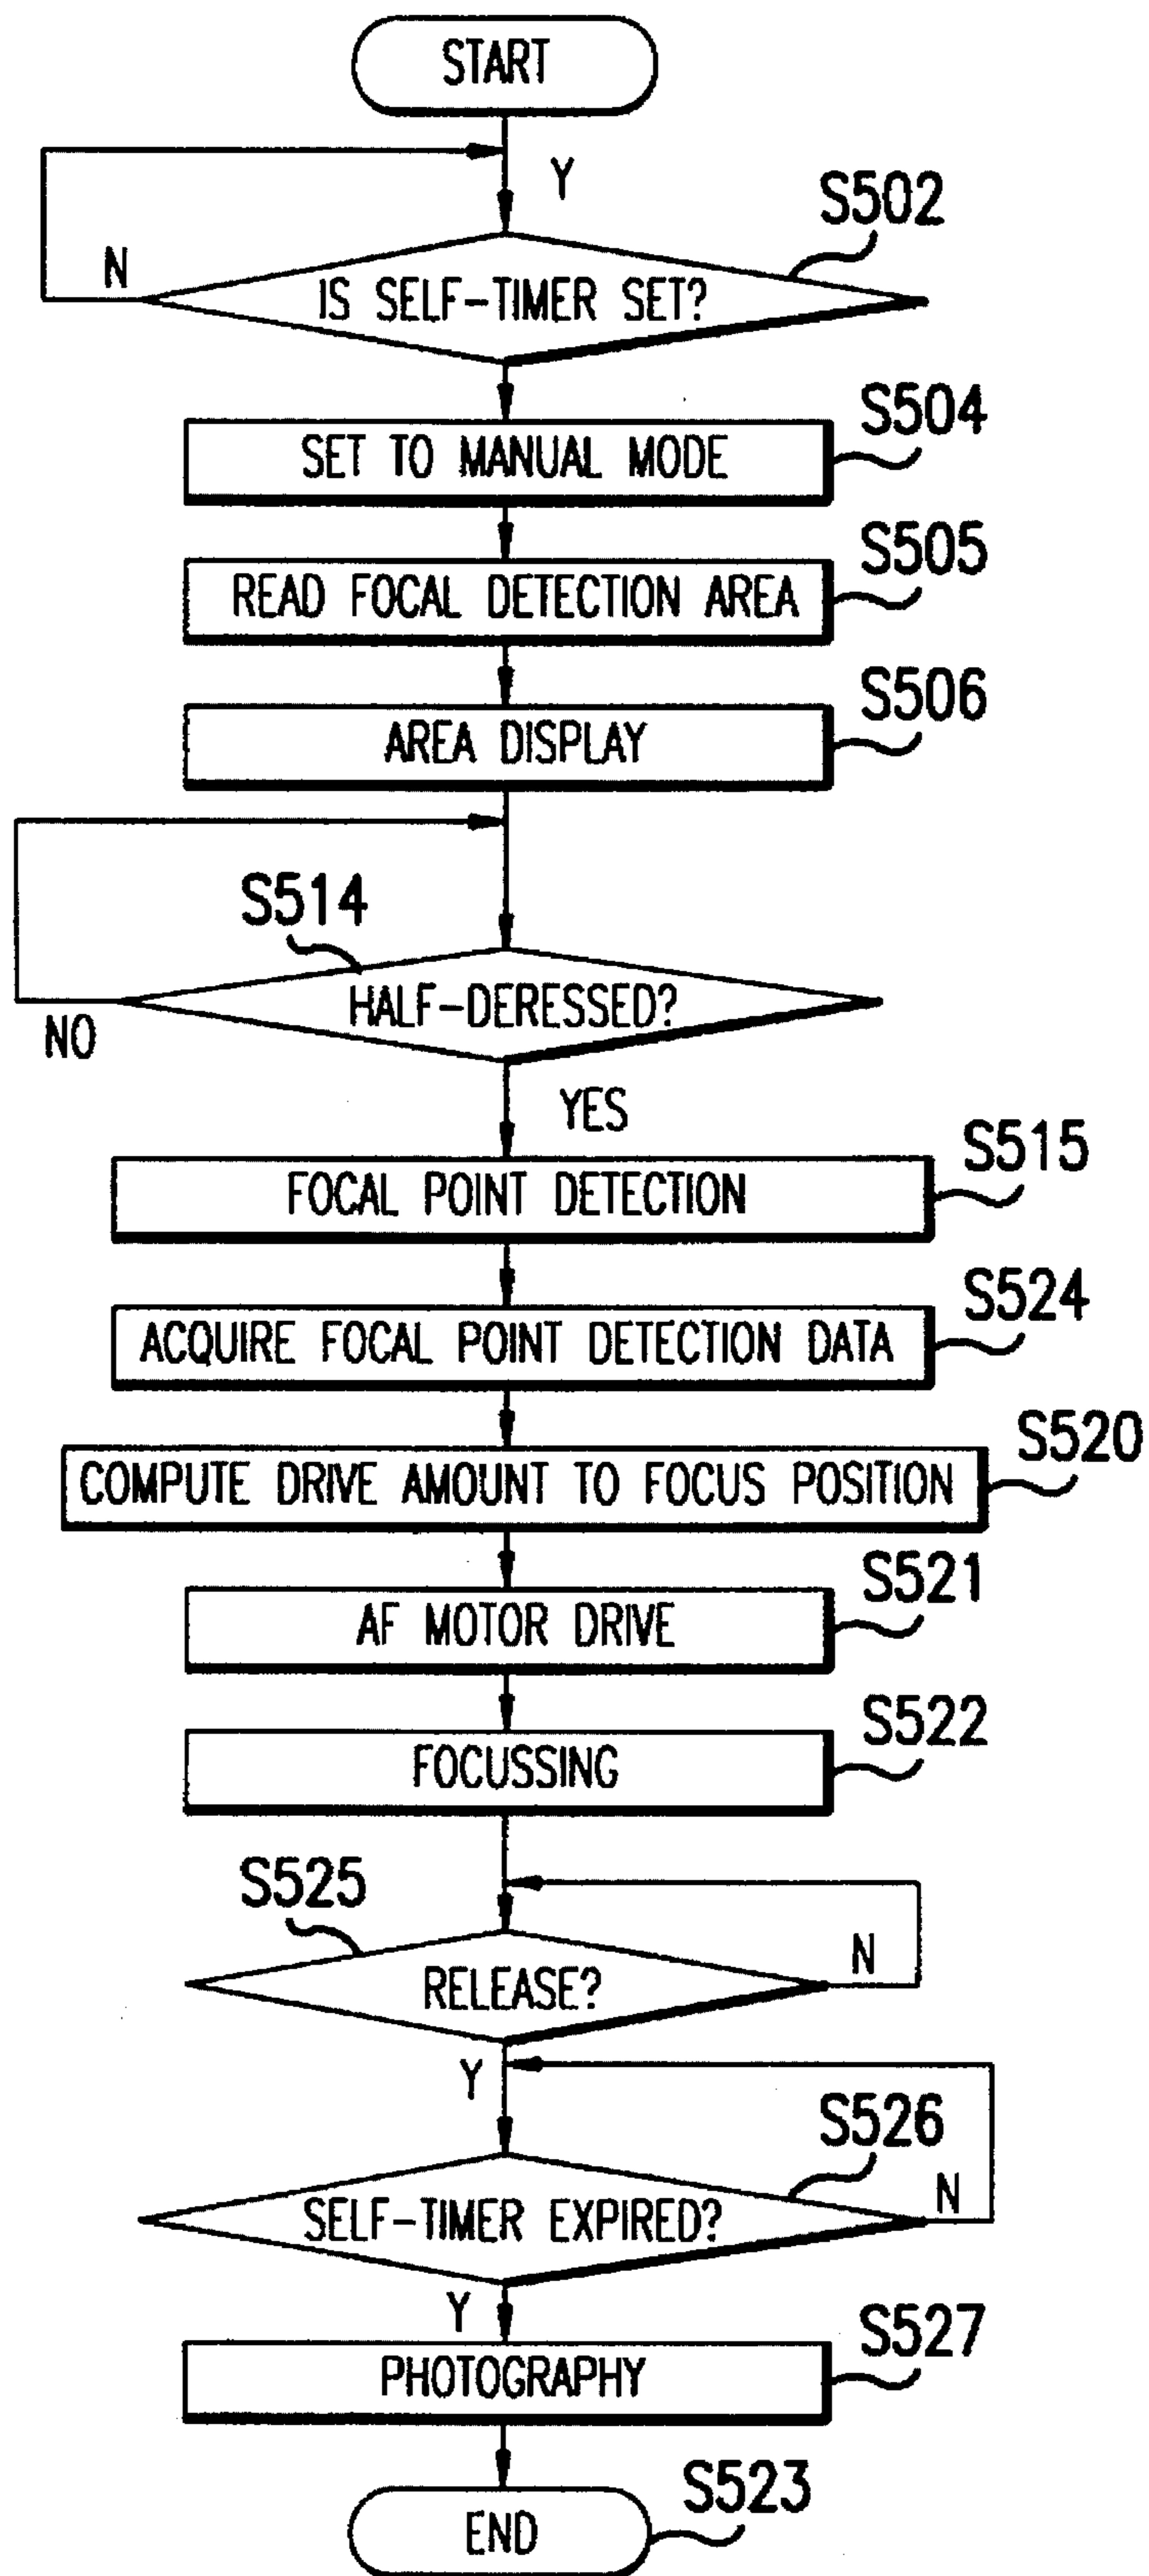 START
Y
S502
N
IS SELF-TIMER SET?
S504
SET TO MANUAL MODE
S505
READ FOCAL DETECTION AREA
S506
AREA DISPLAY
S514
HALF-DERESSED?
NO
YES
S515
FOCAL POINT DETECTION
S524
ACQUIRE FOCAL POINT DETECTION DATA
S520
COMPUTE DRIVE AMOUNT TO FOCUS POSITION
S521
AF MOTOR DRIVE
S522
FOCUSSING
S525
N
RELEASE?
Y
S526
N
SELF-TIMER EXPIRED?
Y
S527
PHOTOGRAPHY
S523
END